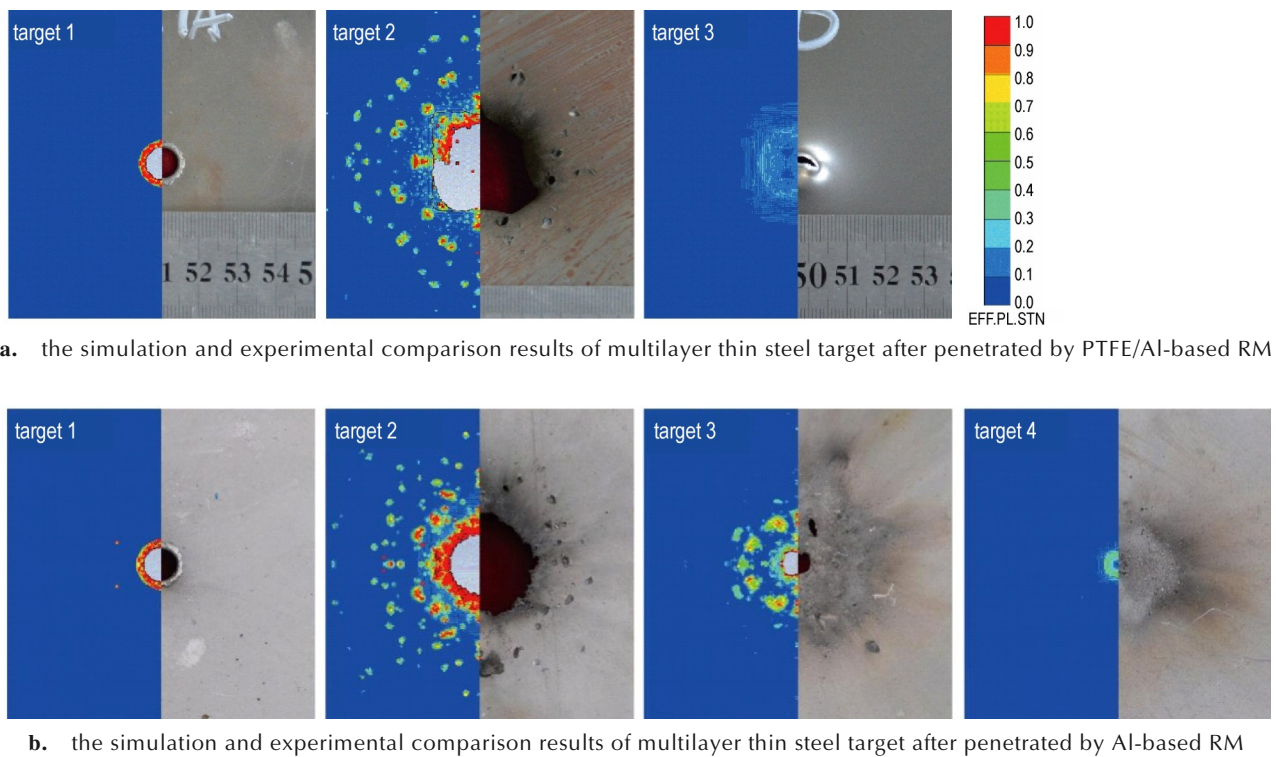 target 1
1A
target 2
target 3
1 52 53 54 5
50 51 52 53
1.0
0.9
0.8
0.7
0.6
0.5
0.4
0.3
0.2
0.1
0.0
EFF.PL.STN
a. the simulation and experimental comparison results of multilayer thin steel target after penetrated by PTFE/Al-based RM
target 1
target 2
target 3
target 4
b. the simulation and experimental comparison results of multilayer thin steel target after penetrated by Al-based RM